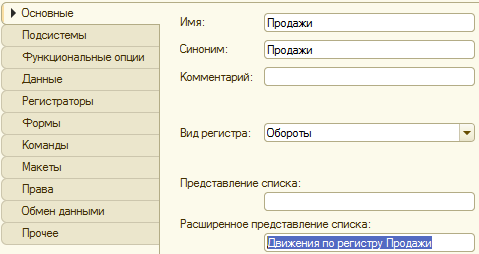 Основные
Подсистемы
Функциональные опции
Данные
Регистраторы
Формы
Команды
Макеты
Права
Обмен данными
Прочее
Имя: Продажи
Синоним: Продажи
Комментарий:
Вид регистра: Обороты
Представление списка:
Расширенное представление списка:
Движения по регистру Продажи